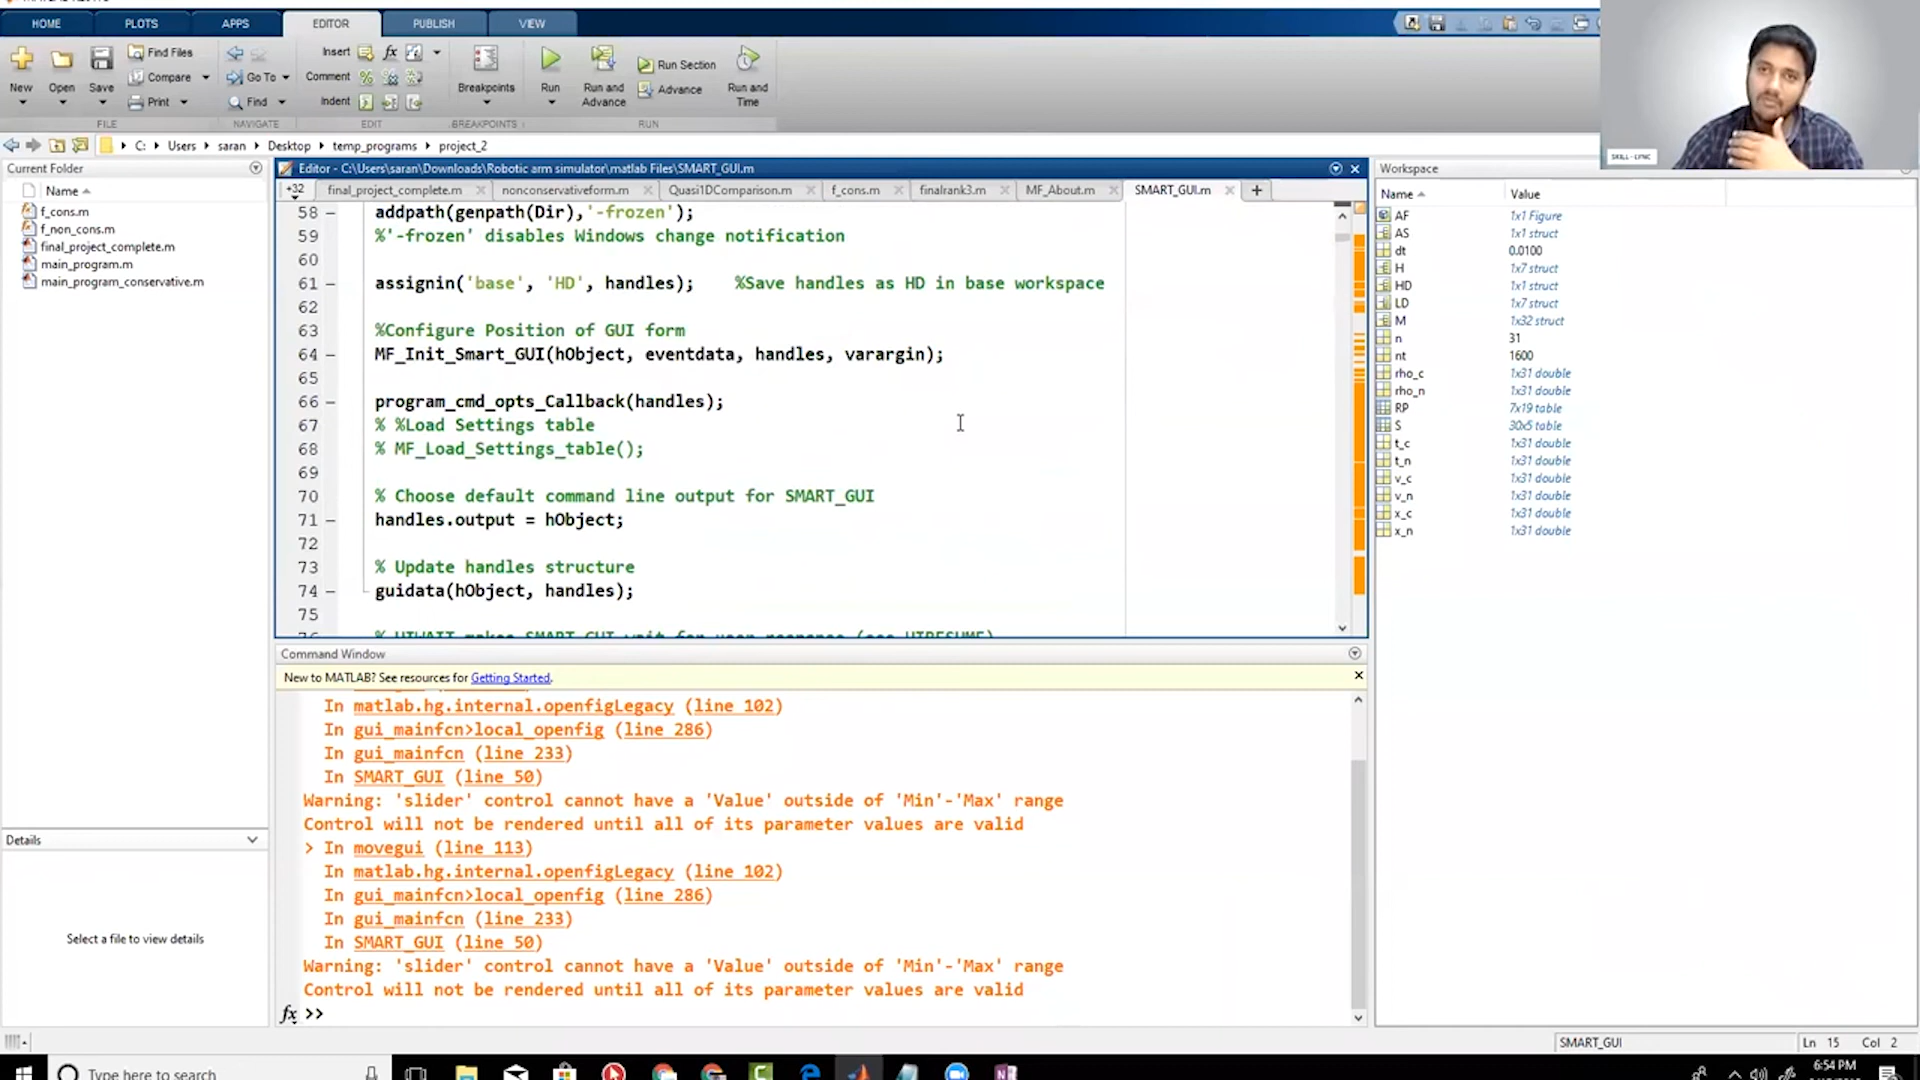 HOME PLOTS APPS EDITOR PUBLISH VIEW
New Open Save Find Files Compare Print Go To Find
Insert Comment Indent
Breakpoints Run Run and Advance Run Section Advance Run and Time
FILE NAVIGATE EDIT BREAKPOINTS RUN
SKILL-LYNC
C: Users saran Desktop temp_programs project_2
Current Folder
Name
f_cons.m
f_non_cons.m
final_project_complete.m
main_program.m
main_program_conservative.m
Details
Select a file to view details
Editor - C:\Users\saran\Downloads\Robotic arm simulator\matlab Files\SMART_GUI.m
+32 final_project_complete.m nonconservativeform.m Quasi1DComparison.m f_cons.m finalrank3.m MF_About.m SMART_GUI.m
58 addpath(genpath(Dir),'-frozen');
59 %'-frozen' disables Windows change notification
60
61 assignin('base', 'HD', handles); %Save handles as HD in base workspace
62
63 %Configure Position of GUI form
64 MF_Init_Smart_GUI(hObject, eventdata, handles, varargin);
65
66 program_cmd_opts_Callback(handles);
67 % %Load Settings table
68 % MF_Load_Settings_table();
69
70 % Choose default command line output for SMART_GUI
71 handles.output = hObject;
72
73 % Update handles structure
74 guidata(hObject, handles);
75
76 % UIWAIT makes SMART_GUI wait for user response (see UIRESUME)
Command Window
New to MATLAB? See resources for Getting Started.
In matlab.hg.internal.openfigLegacy (line 102)
In gui_mainfcn>local_openfig (line 286)
In gui_mainfcn (line 233)
In SMART_GUI (line 50)
Warning: 'slider' control cannot have a 'Value' outside of 'Min'-'Max' range
Control will not be rendered until all of its parameter values are valid
> In movegui (line 113)
In matlab.hg.internal.openfigLegacy (line 102)
In gui_mainfcn>local_openfig (line 286)
In gui_mainfcn (line 233)
In SMART_GUI (line 50)
Warning: 'slider' control cannot have a 'Value' outside of 'Min'-'Max' range
Control will not be rendered until all of its parameter values are valid
fx >>
Workspace
Name Value
AF 1x1 Figure
AS 1x1 struct
dt 0.0100
H 1x7 struct
HD 1x1 struct
LD 1x7 struct
M 1x32 struct
n 31
nt 1600
rho_c 1x31 double
rho_n 1x31 double
RP 7x19 table
S 30x5 table
t_c 1x31 double
t_n 1x31 double
v_c 1x31 double
v_n 1x31 double
x_c 1x31 double
x_n 1x31 double
SMART_GUI Ln 15 Col 2
Type here to search
6:54 PM